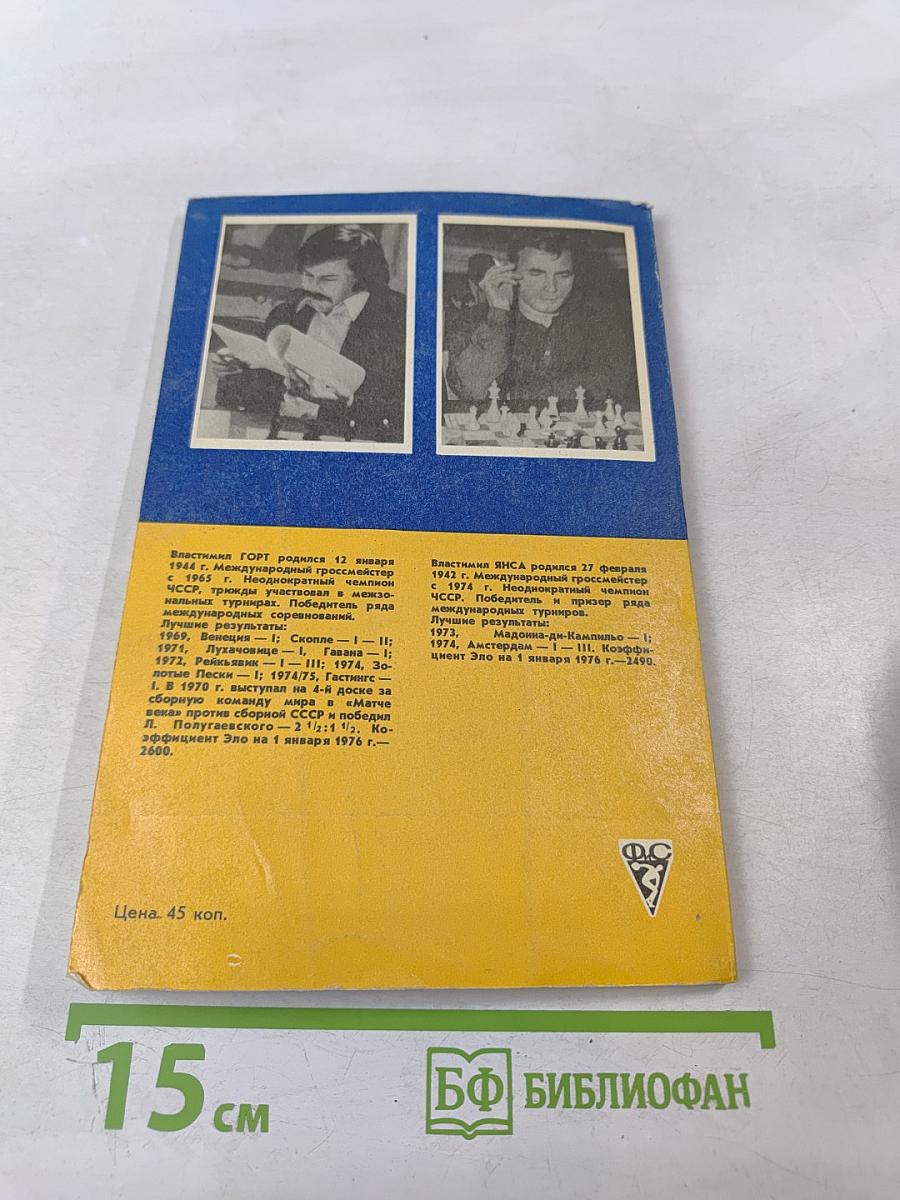 Властимил ГОРТ родился 12 января
1944 г. Международный гроссмейстер
с 1965 г. Неоднократный чемпион
ЧССР, трижды участвовал в межзо-
нальных турнирах. Победитель ряда
международных соревнований.
Лучшие результаты:
1969, Венеция — I; Скопле — I — II;
1971, Лухачовице — I, Гавана — I;
1972, Рейкьявик — I — III; 1974, Зо-
лотые Пески — I; 1974/75, Гастингс —
I. В 1970 г. выступал на 4-й доске за
сборную команду мира в «Матче
века» против сборной СССР и победил
Л. Полугаевского — 2 1/2:1 1/2. Ко-
эффициент Эло на 1 января 1976 г.—
2600.
Властимил ЯНСА родился 27 февраля
1942 г. Международный гроссмейстер
с 1974 г. Неоднократный чемпион
ЧССР. Победитель и призер ряда
международных турниров.
Лучшие результаты:
1973, Мадонна-ди-Кампильо — I;
1974, Амстердам — I — III. Коэффи-
циент Эло на 1 января 1976 г.—2490.
ФиС
Цена 45 коп.
15 см
БФ БИБЛИОФАН